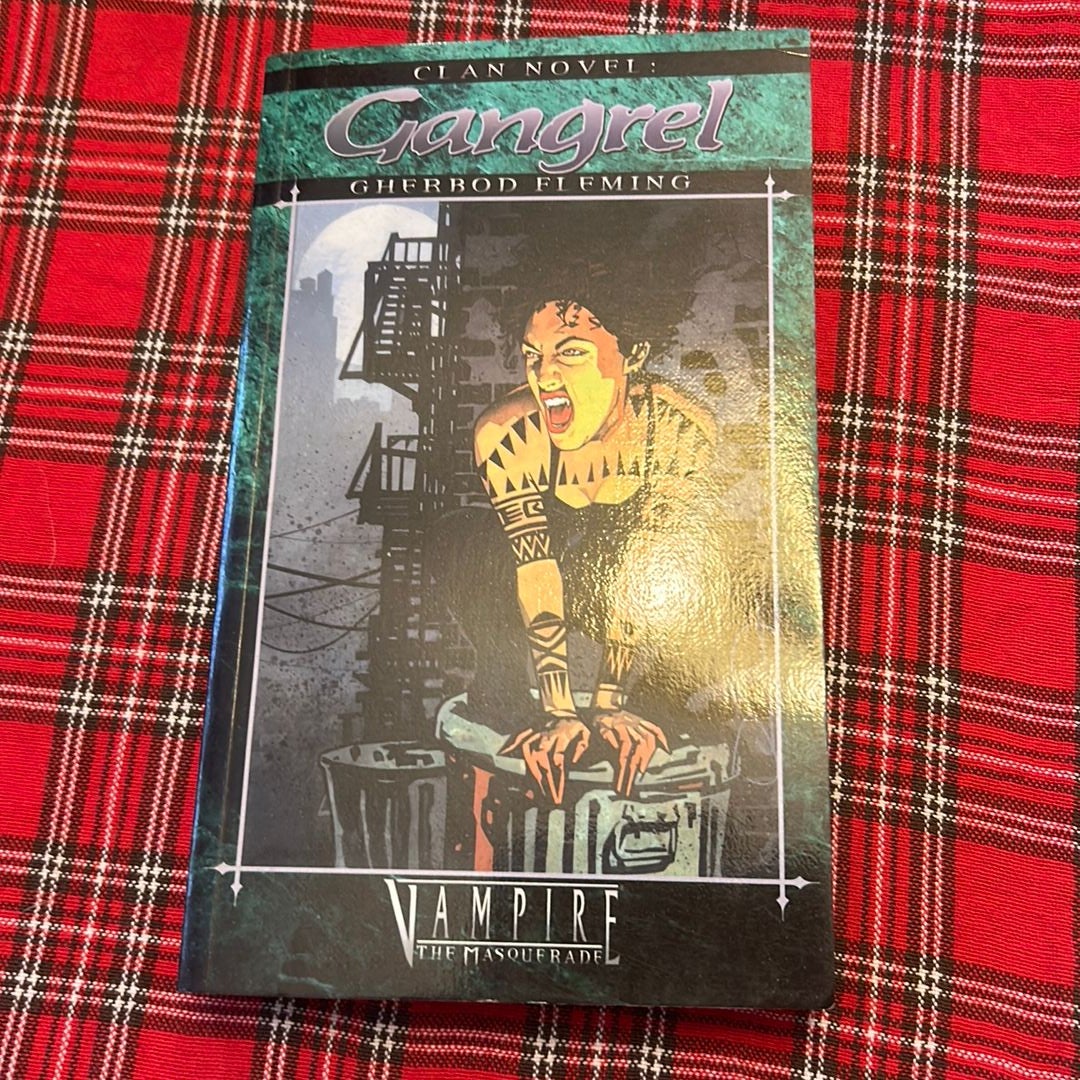 CLAN NOVEL:
Gangrel
GHERBOD FLEMING
VAMPIRE
THE MASQUERADE